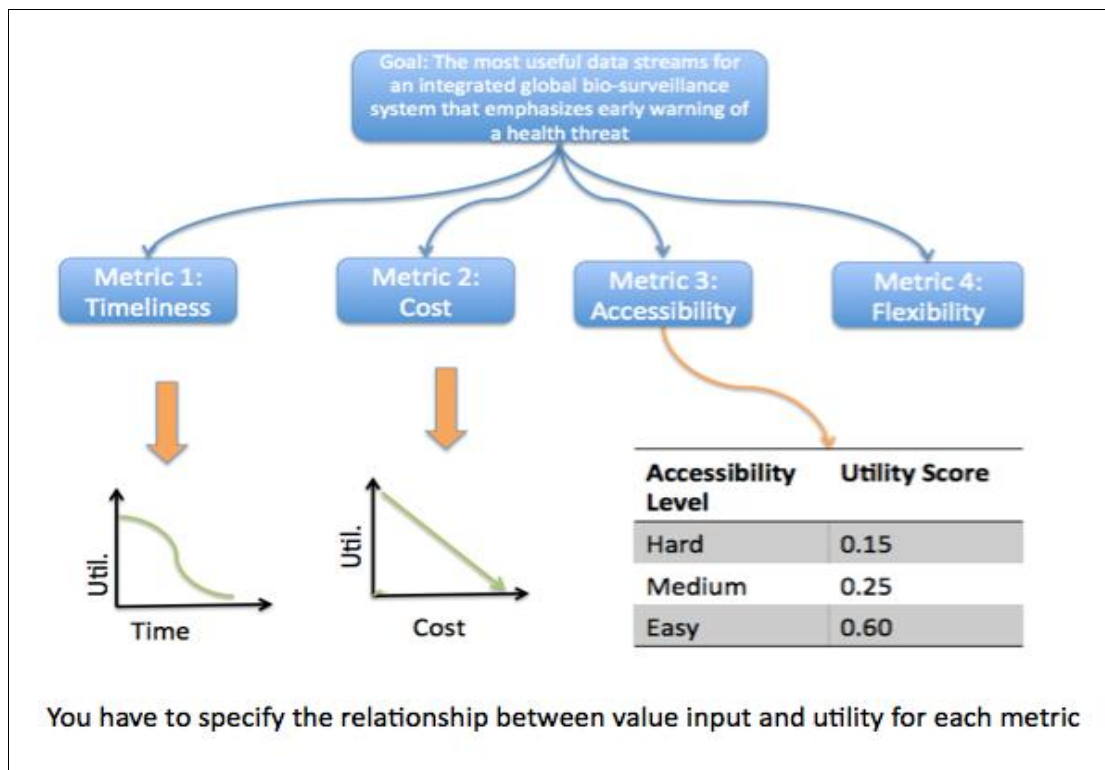 Goal: The most useful data streams for
an integrated global bio-surveillance
system that emphasizes early warning of
a health threat
Metric 1:
Timeliness
Metric 2:
Cost
Metric 3:
Accessibility
Metric 4:
Flexibility
Util.
Time
Util.
Cost
Accessibility Level Utility Score
Hard 0.15
Medium 0.25
Easy 0.60
You have to specify the relationship between value input and utility for each metric